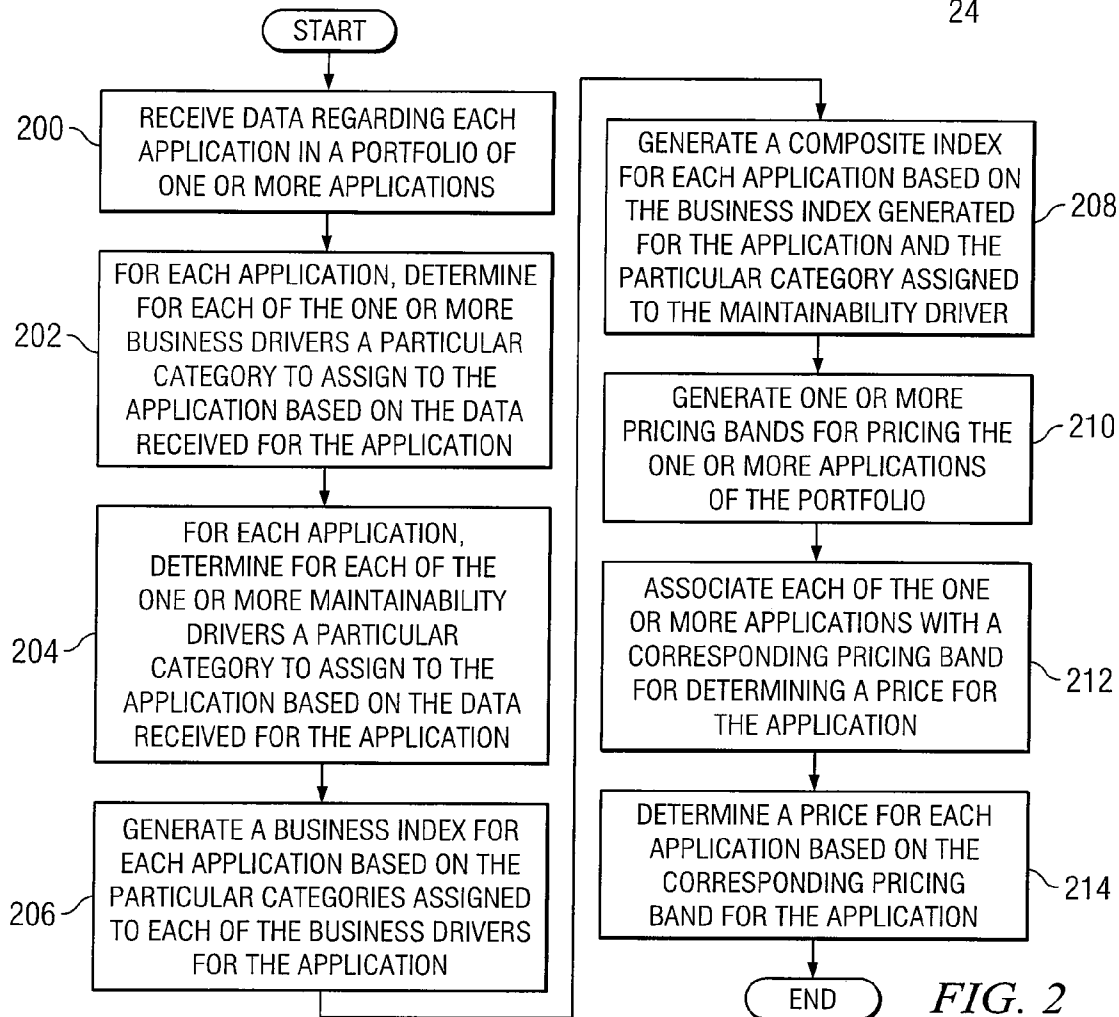 24
START
200
RECEIVE DATA REGARDING EACH
APPLICATION IN A PORTFOLIO OF
ONE OR MORE APPLICATIONS
202
FOR EACH APPLICATION, DETERMINE
FOR EACH OF THE ONE OR MORE
BUSINESS DRIVERS A PARTICULAR
CATEGORY TO ASSIGN TO THE
APPLICATION BASED ON THE DATA
RECEIVED FOR THE APPLICATION
204
FOR EACH APPLICATION,
DETERMINE FOR EACH OF THE
ONE OR MORE MAINTAINABILITY
DRIVERS A PARTICULAR
CATEGORY TO ASSIGN TO THE
APPLICATION BASED ON THE DATA
RECEIVED FOR THE APPLICATION
206
GENERATE A BUSINESS INDEX FOR
EACH APPLICATION BASED ON THE
PARTICULAR CATEGORIES ASSIGNED
TO EACH OF THE BUSINESS DRIVERS
FOR THE APPLICATION
GENERATE A COMPOSITE INDEX
FOR EACH APPLICATION BASED ON
THE BUSINESS INDEX GENERATED
FOR THE APPLICATION AND THE
PARTICULAR CATEGORY ASSIGNED
TO THE MAINTAINABILITY DRIVER
208
GENERATE ONE OR MORE
PRICING BANDS FOR PRICING THE
ONE OR MORE APPLICATIONS
OF THE PORTFOLIO
210
ASSOCIATE EACH OF THE ONE
OR MORE APPLICATIONS WITH A
CORRESPONDING PRICING BAND
FOR DETERMINING A PRICE FOR
THE APPLICATION
212
DETERMINE A PRICE FOR EACH
APPLICATION BASED ON THE
CORRESPONDING PRICING
BAND FOR THE APPLICATION
214
END
FIG. 2